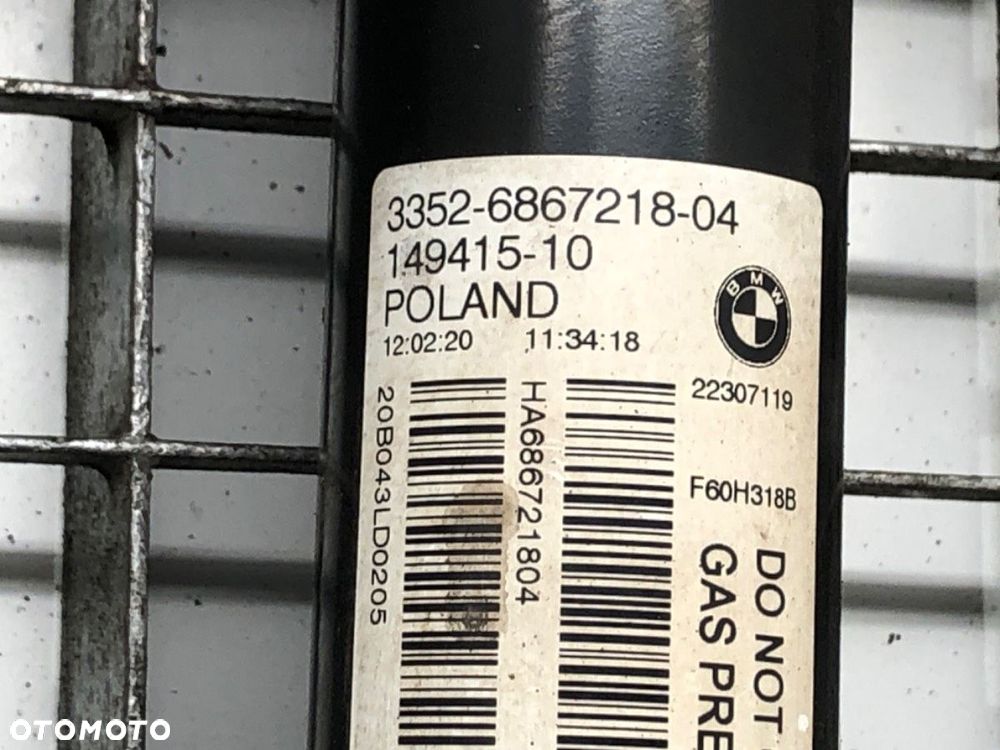 3352-6867218-04
149415-10
POLAND
12:02:20 11:34:18
BMW
22307119
20B043LD0205
HA686721804
F60H318B
DO NOT
GAS PRE
OTOMOTO